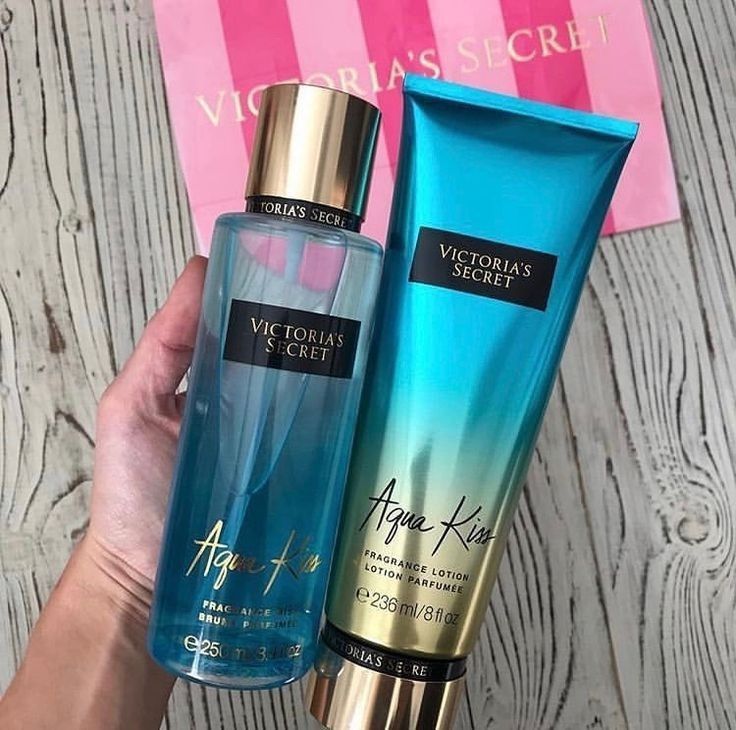 VICTORIA'S SECRET
VICTORIA'S SECRET
VICTORIA'S
SECRET
Aqua Kiss
FRAGRANCE MIST
BRUME PARFUMÉE
e 250 ml/8.4 fl oz
VICTORIA'S
SECRET
Aqua Kiss
FRAGRANCE LOTION
LOTION PARFUMÉE
e 236 ml/8 fl oz
VICTORIA'S SECRE